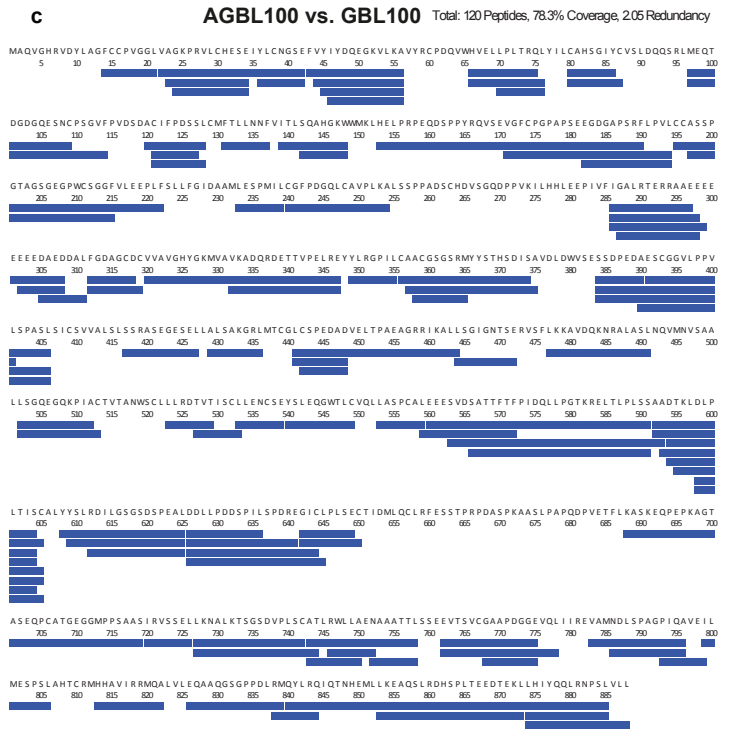 c AGBL100 vs. GBL100 Total: 120 Peptides, 78.3% Coverage, 2.05 Redundancy
MAQVGHRVDYLAGFCCPVGGLVAGKPRVLCHESEIYLCNGSEFVYIYDQEGKVLKAVYRCPDQVWHVELLPLTRQLYILCAHSGIYCVSLDQQSRLMEQT
5 10 15 20 25 30 35 40 45 50 55 60 65 70 75 80 85 90 95 100
DGDGQESNCPSGVFPVDSDACIFPDSSLCMFTLLNNFVITLSQAHGKWWMKLHELPRPEQDSPPYRQVSEVGFCPGPAPSEEGDGAPSRFLPVLCCASSP
105 110 115 120 125 130 135 140 145 150 155 160 165 170 175 180 185 190 195 200
GTAGSGEGPWCSGGFVLEEPLFSLLFGIDAAMLESPMILCGFPDGQLCAVPLKALSSPPADSCHDVSGQDPPVKILHHLEEPIVFIGALRTERRAAEEEE
205 210 215 220 225 230 235 240 245 250 255 260 265 270 275 280 285 290 295 300
EEEEDAEDDALFGDAGCDCVVAVGHYGKMVAVKADQRDETTVPELREYYLRGPILCAACGSGSRMYYSTHSDISAVDLDWVSESSDPEDAESCGGVLPPV
305 310 315 320 325 330 335 340 345 350 355 360 365 370 375 380 385 390 395 400
LSPASLSICSVVALSLSSRASEGESELLALSAKGRLMTCGLCSPEDADVELTPAEAGRRIKALLSGIGNTSERVSFLKKAVDQKNRALASLNQVMNVSAA
405 410 415 420 425 430 435 440 445 450 455 460 465 470 475 480 485 490 495 500
LLSGQEGQKPIACTVTANWSCLLLRDTVTISCLLENCSEYSLEQGWTLCVQLLASPCALEEESVDSATTFTFPIDQLLPGTKRELTLPLSSAADTKLDLP
505 510 515 520 525 530 535 540 545 550 555 560 565 570 575 580 585 590 595 600
LTISCALYYSLRDILGSGSDSPEALDDLLPDDSPILSPDREGICLPLSECTIDMLQCLRFESSTPRPDASPKAASLPAPQDPVETFLKASKEQPEPKAGT
605 610 615 620 625 630 635 640 645 650 655 660 665 670 675 680 685 690 695 700
ASEQPCATGEGGMPPSAASIRVSSELLKNALKTSGSDVPLSCATLRWLLAENAAATTLSSEEVTSVCGAAPDGGEVQLIIREVAMNDLSPAGPIQAVEIL
705 710 715 720 725 730 735 740 745 750 755 760 765 770 775 780 785 790 795 800
MESPSLAHTCRMHHAVIRRMQALVLEQAAQGSGPPDLRMQYLRQIQTNHEMLLKEAQSLRDHSPLTEEDTEKLLHIYQQLRNPSLVLL
805 810 815 820 825 830 835 840 845 850 855 860 865 870 875 880 885